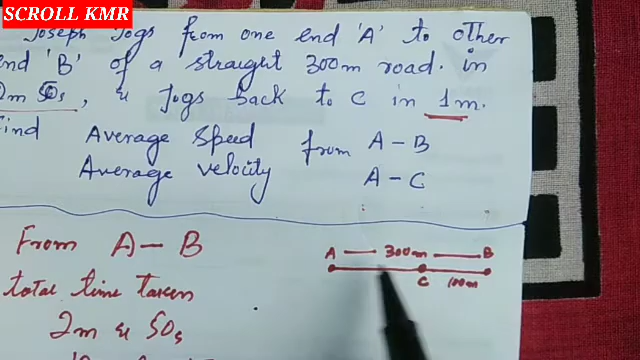 SCROLL KMR
Joseph Jogs from one end 'A' to other
end 'B' of a straight 300m road. in
2m 50s, & Jogs back to C in 1m.
Find Average Speed from A - B
Average velocity A - C
From A - B
A — 300m — B
total time taken
C 100m
2m & 50s